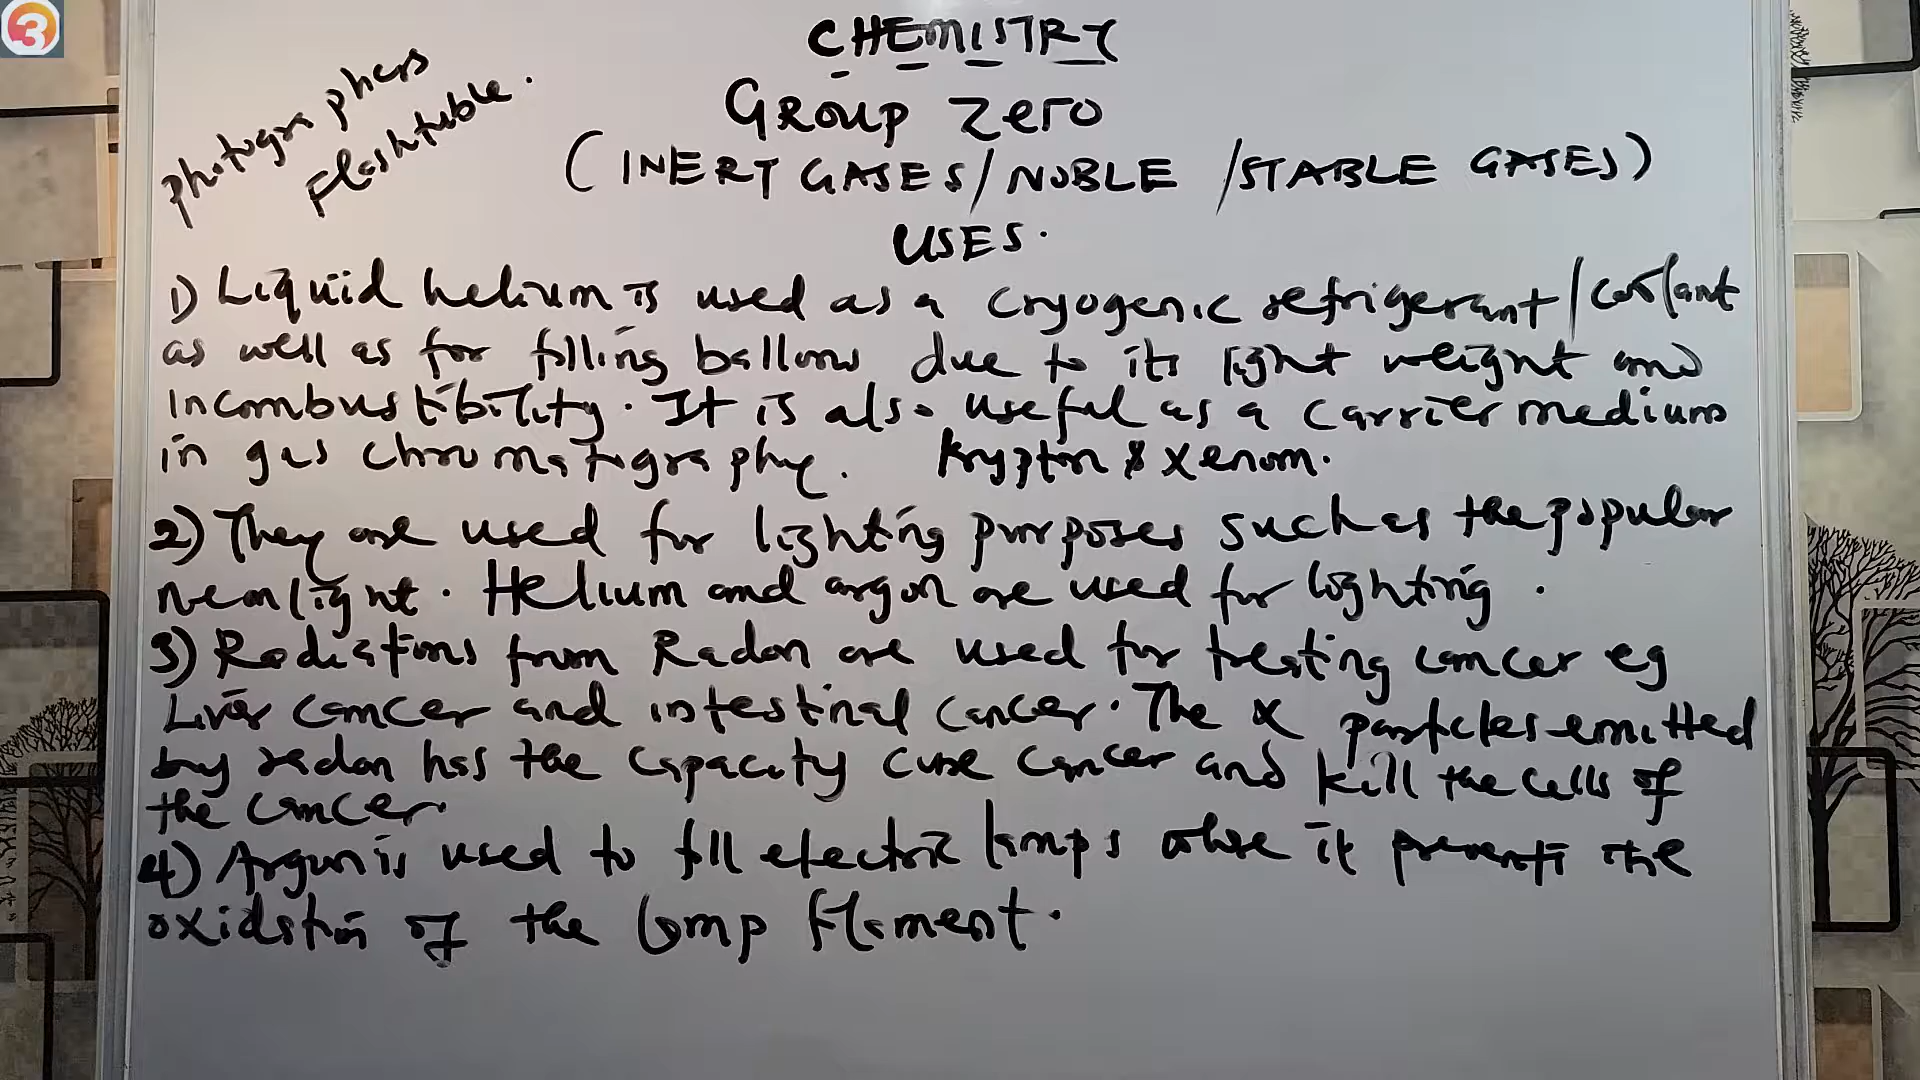 3
CHEMISTRY
photographers
Flashtube.
Group Zero
(INERT GASES/NOBLE/STABLE GASES)
USES.
1) Liquid helium is used as a cryogenic refrigerant/coolant
as well as for filling balloons due to its light weight and
incombustibility. It is also useful as a carrier medium
in gas chromatography. Krypton & Xenom.
2) They are used for lighting purposes such as the popular
neon light. Helium and argon are used for lighting.
3) Radiations from Radon are used for treating cancer eg
Liver cancer and intestinal cancer. The α particles emitted
by radon has the capacity cure cancer and kill the cells of
the cancer.
4) Argon is used to fill electric lamps where it prevents the
oxidation of the lamp filament.